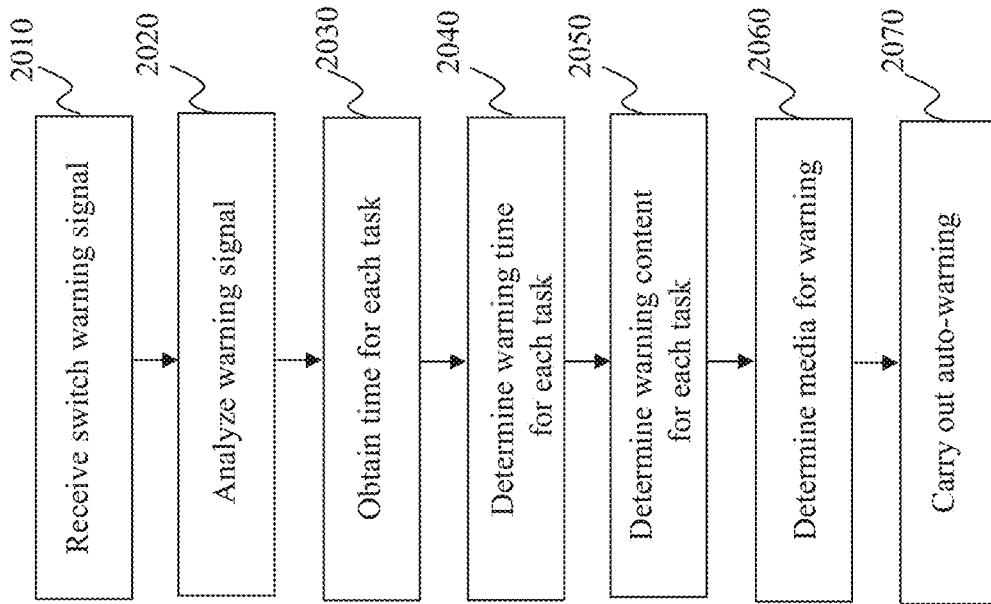 2010
Receive switch warning signal
2020
Analyze warning signal
2030
Obtain time for each task
2040
Determine warning time
for each task
2050
Determine warning content
for each task
2060
Determine media for warning
2070
Carry out auto-warning